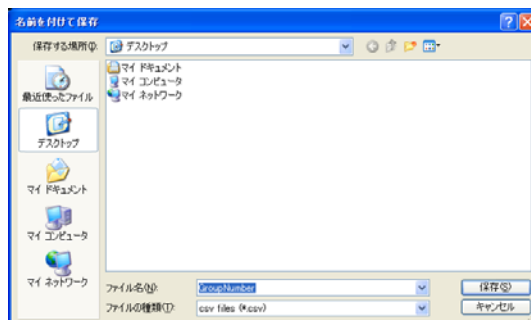 名前を付けて保存
保存する場所(I):
デスクトップ
マイ ドキュメント
マイ コンピュータ
マイ ネットワーク
最近使ったファイル
デスクトップ
マイ ドキュメント
マイ コンピュータ
マイ ネットワーク
ファイル名(N):
GroupNumber
保存(S)
ファイルの種類(T):
csv files (*.csv)
キャンセル